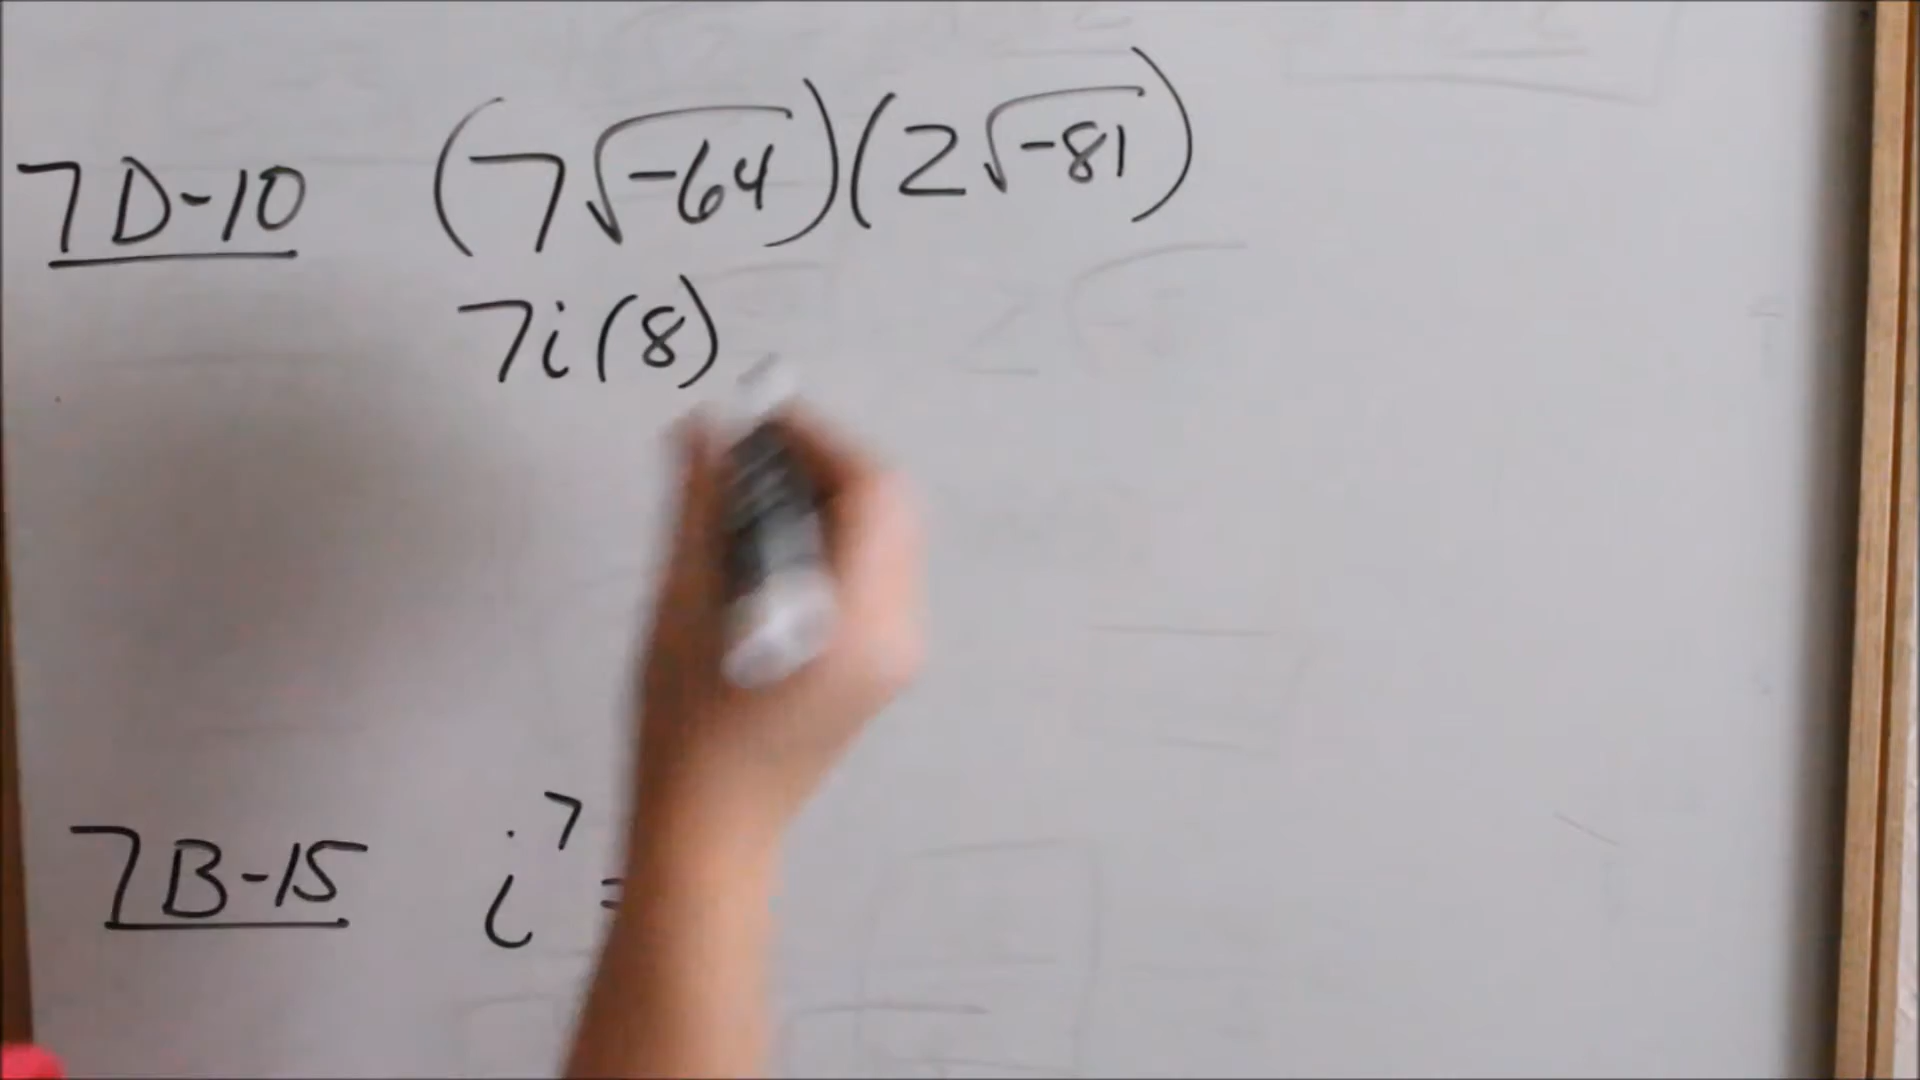 7D-10 (7√-64)(2√-81)
7i(8)
7B-15 i⁷ =